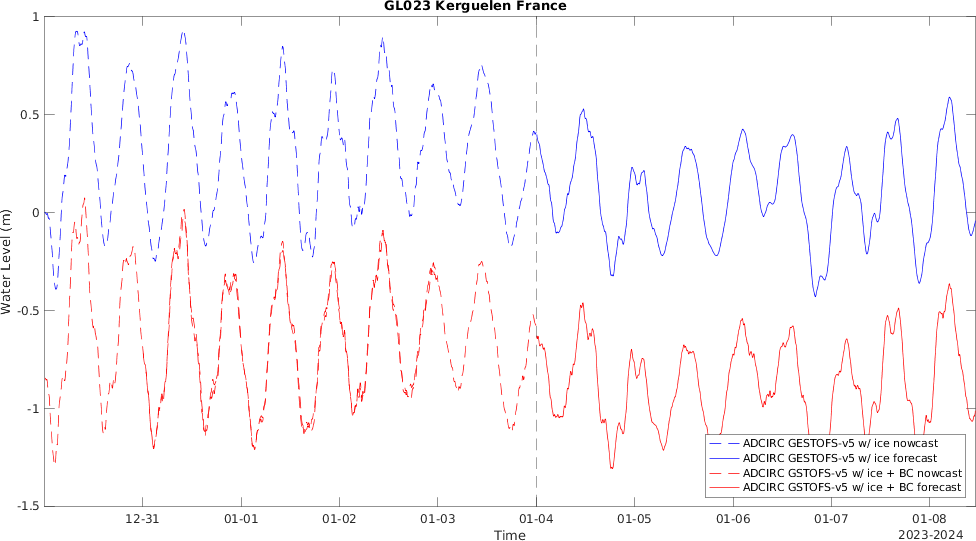 GL023 Kerguelen France
1
0.5
0
-0.5
-1
-1.5
Water Level (m)
12-31
01-01
01-02
01-03
01-04
01-05
01-06
01-07
01-08
Time
2023-2024
ADCIRC GESTOFS-v5 w/ ice nowcast
ADCIRC GESTOFS-v5 w/ ice forecast
ADCIRC GSTOFS-v5 w/ ice + BC nowcast
ADCIRC GSTOFS-v5 w/ ice + BC forecast